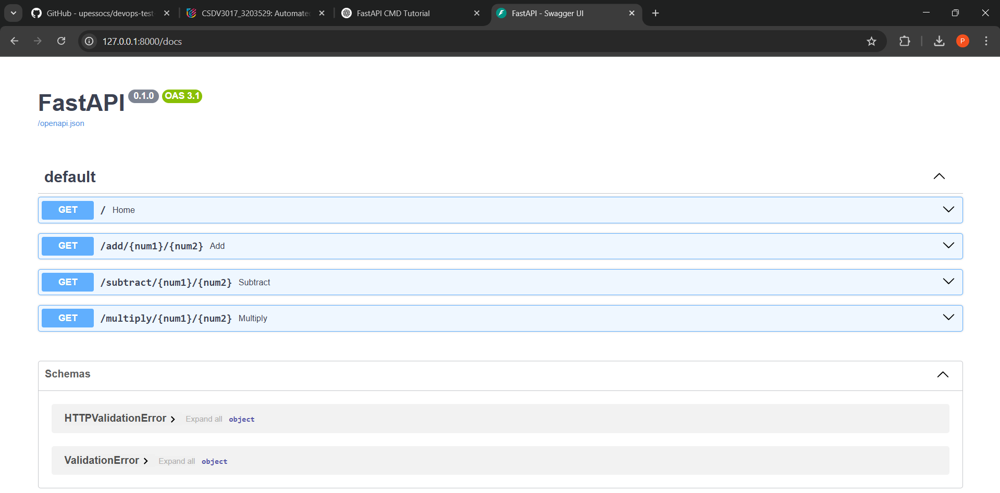 GitHub - upessocs/devops-test-
CSDV3017_3203529: Automated
FastAPI CMD Tutorial
FastAPI - Swagger UI
127.0.0.1:8000/docs
P
FastAPI 0.1.0 OAS 3.1
/openapi.json
default
GET / Home
GET /add/{num1}/{num2} Add
GET /subtract/{num1}/{num2} Subtract
GET /multiply/{num1}/{num2} Multiply
Schemas
HTTPValidationError Expand all object
ValidationError Expand all object